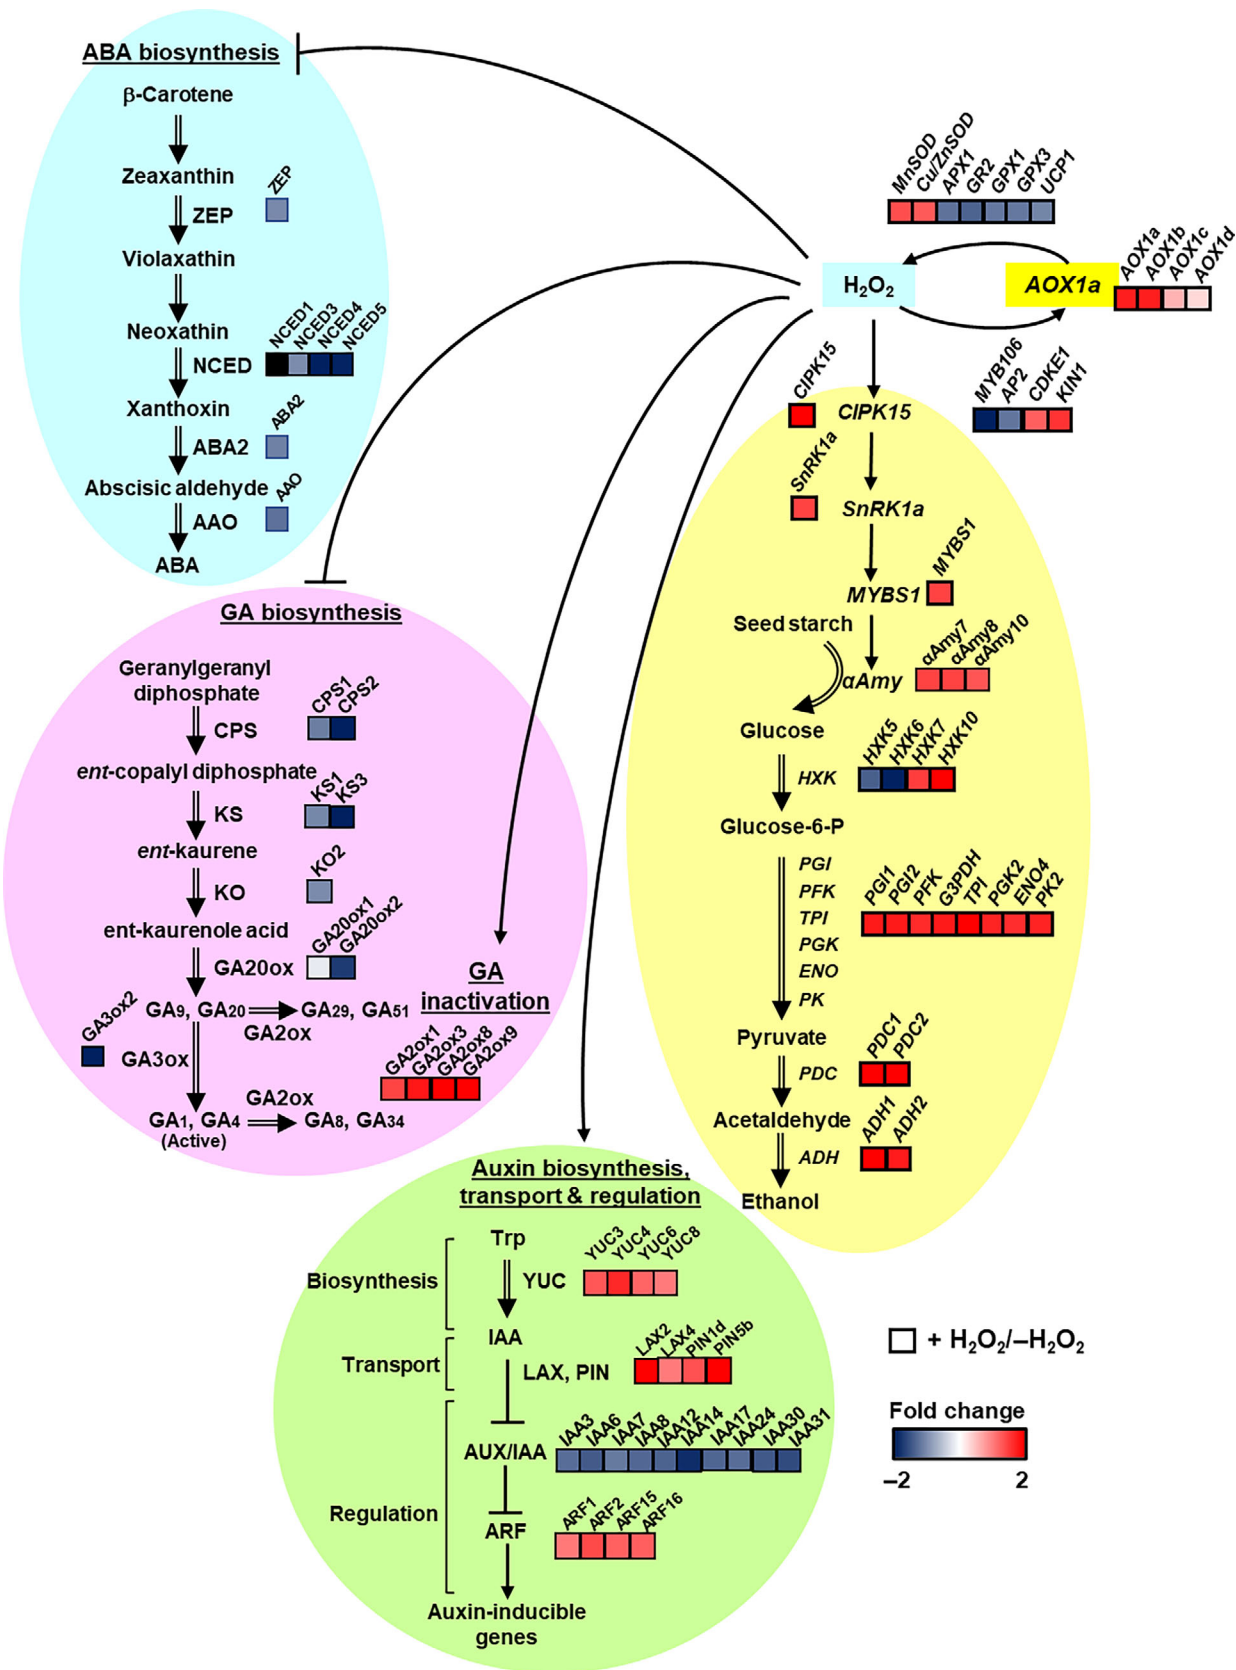 ABA biosynthesis
β-Carotene
Zeaxanthin
ZEP
ZEP
Violaxathin
Neoxathin
NCED1
NCED3
NCED4
NCED5
NCED
Xanthoxin
ABA2
ABA2
Abscisic aldehyde
AAO
AAO
ABA
MnSOD
Cu/ZnSOD
APX1
GR2
GPX1
GPX3
UCP1
H₂O₂
AOX1a
AOX1a
AOX1b
AOX1c
AOX1d
MYB106
AP2
CDKE1
KIN1
CIPK15
CIPK15
SnRK1a
SnRK1a
MYBS1
MYBS1
Seed starch
αAmy
αAmy7
αAmy8
αAmy10
Glucose
HXK
HXK5
HXK6
HXK7
HXK10
Glucose-6-P
PGI
PFK
TPI
PGK
ENO
PK
PGI1
PGI2
PFK
G3PDH
TPI
PGK2
ENO4
PK2
Pyruvate
PDC
PDC1
PDC2
Acetaldehyde
ADH
ADH1
ADH2
Ethanol
GA biosynthesis
Geranylgeranyl
diphosphate
CPS
CPS1
CPS2
ent-copalyl diphosphate
KS
KS1
KS3
ent-kaurene
KO
KO2
ent-kaurenole acid
GA20ox
GA20ox1
GA20ox2
GA9, GA20
GA2ox
GA29, GA51
GA3ox2
GA3ox
GA1, GA4
(Active)
GA2ox
GA8, GA34
GA
inactivation
GA2ox1
GA2ox3
GA2ox8
GA2ox9
Auxin biosynthesis,
transport & regulation
Trp
Biosynthesis
YUC
YUC3
YUC4
YUC6
YUC8
IAA
Transport
LAX, PIN
LAX2
LAX4
PIN1d
PIN5b
AUX/IAA
IAA3
IAA6
IAA7
IAA8
IAA12
IAA14
IAA17
IAA24
IAA30
IAA31
Regulation
ARF
ARF1
ARF2
ARF15
ARF16
Auxin-inducible
genes
+ H₂O₂/–H₂O₂
Fold change
–2
2